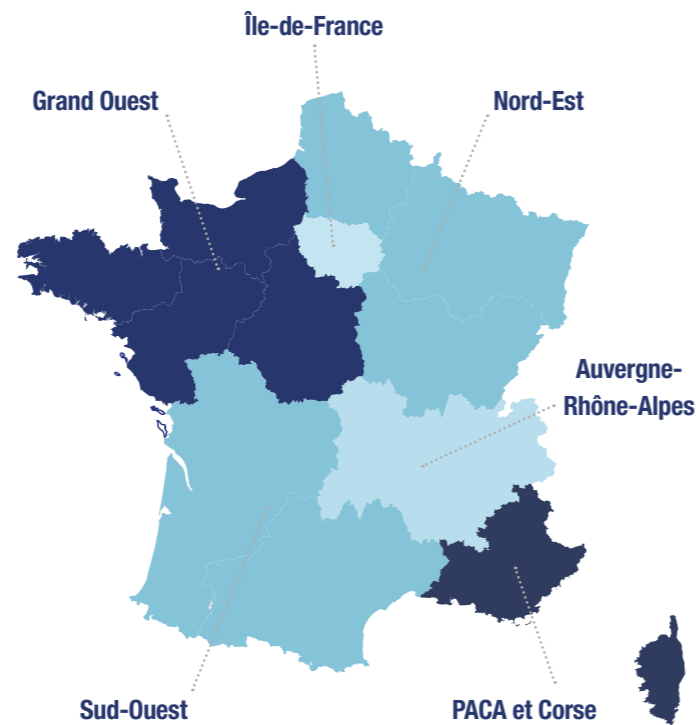 Île-de-France
Grand Ouest
Nord-Est
Auvergne-
Rhône-Alpes
Sud-Ouest
PACA et Corse